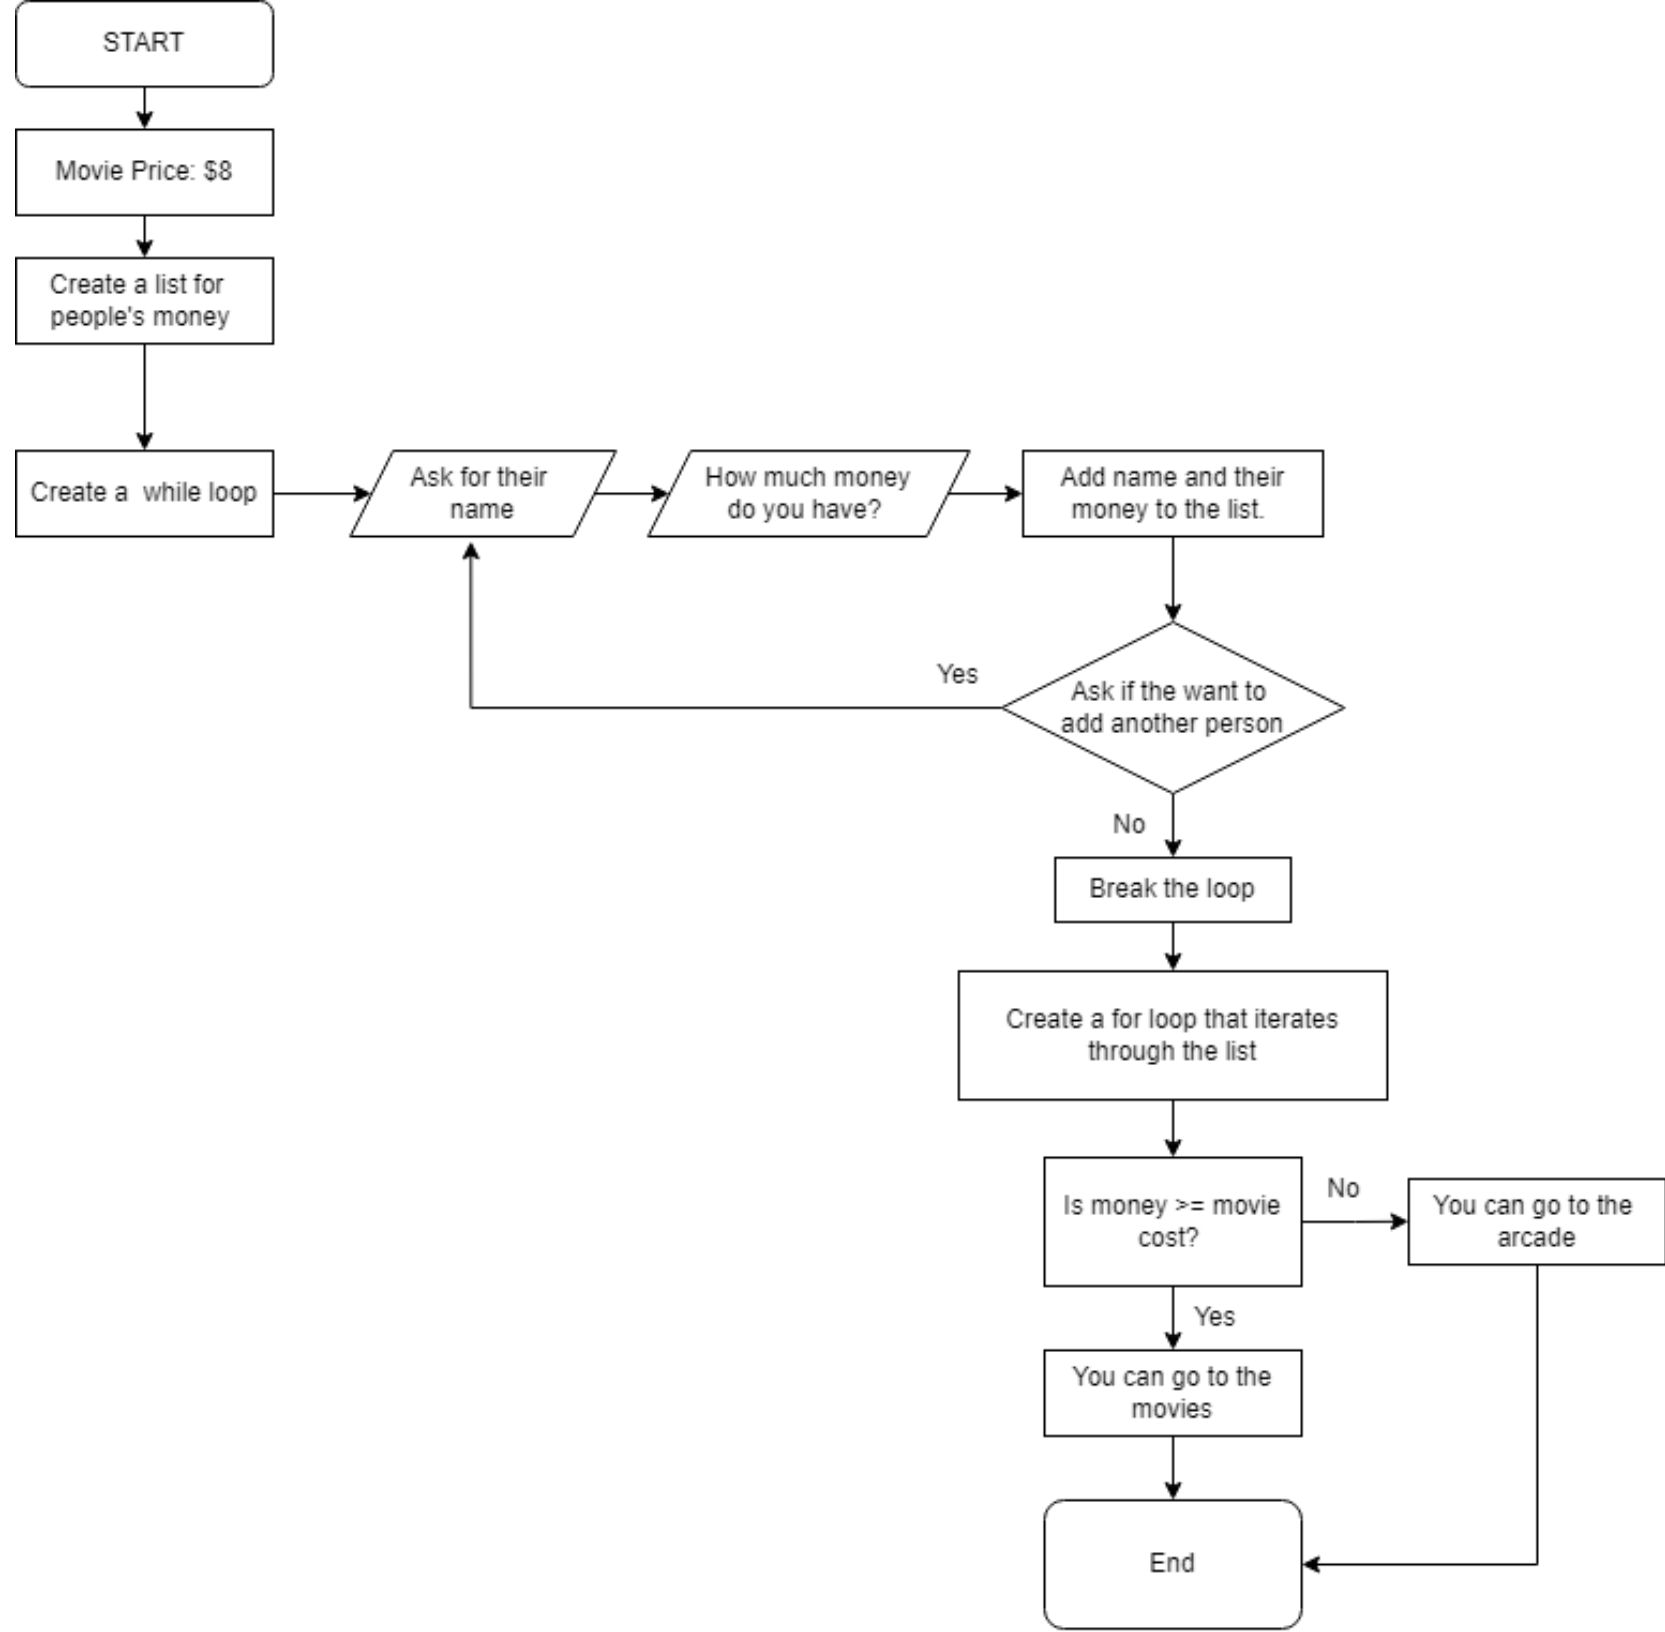 START
Movie Price: $8
Create a list for
people's money
Create a  while loop
Ask for their
name
How much money
do you have?
Add name and their
money to the list.
Yes
Ask if the want to
add another person
No
Break the loop
Create a for loop that iterates
through the list
Is money >= movie
cost?
No
You can go to the
arcade
Yes
You can go to the
movies
End